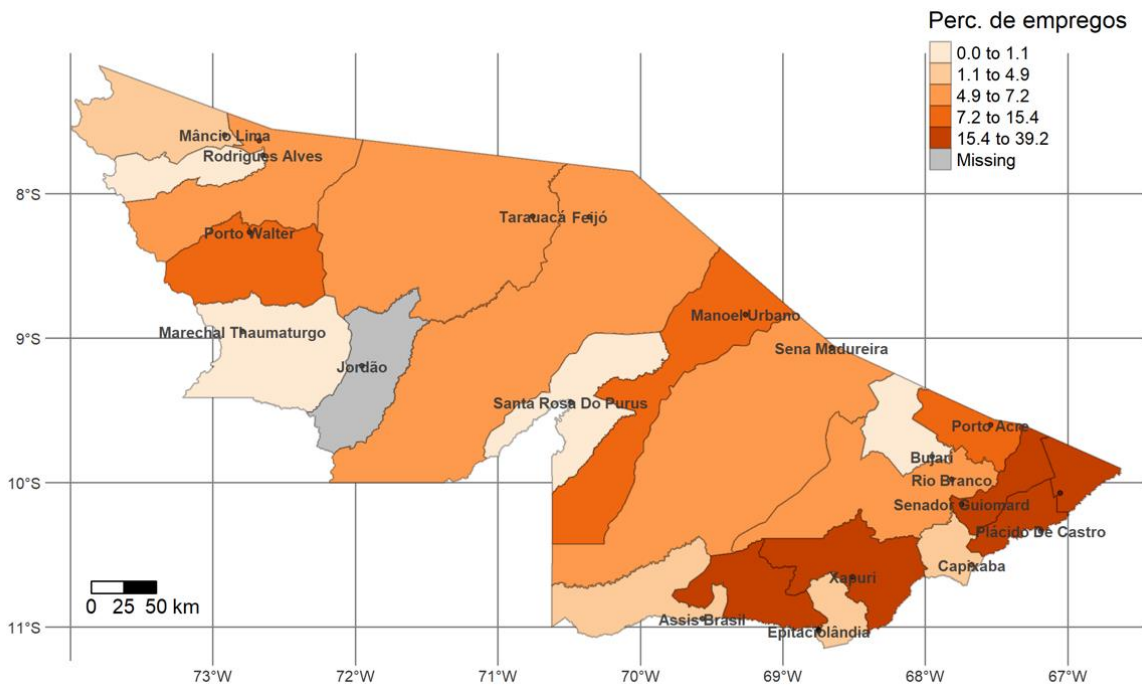 Perc. de empregos
0.0 to 1.1
1.1 to 4.9
4.9 to 7.2
7.2 to 15.4
15.4 to 39.2
Missing
Mâncio Lima
Rodrigues Alves
8°S
Tarauacá Feijó
Porto Walter
Manoel Urbano
Marechal Thaumaturgo
9°S
Sena Madureira
Jordão
Santa Rosa Do Purus
Porto Acre
Bujari
Rio Branco
10°S
Senador Guiomard
Plácido De Castro
Capixaba
Xapuri
0 25 50 km
Assis Brasil
11°S
Epitaciolândia
73°W 72°W 71°W 70°W 69°W 68°W 67°W